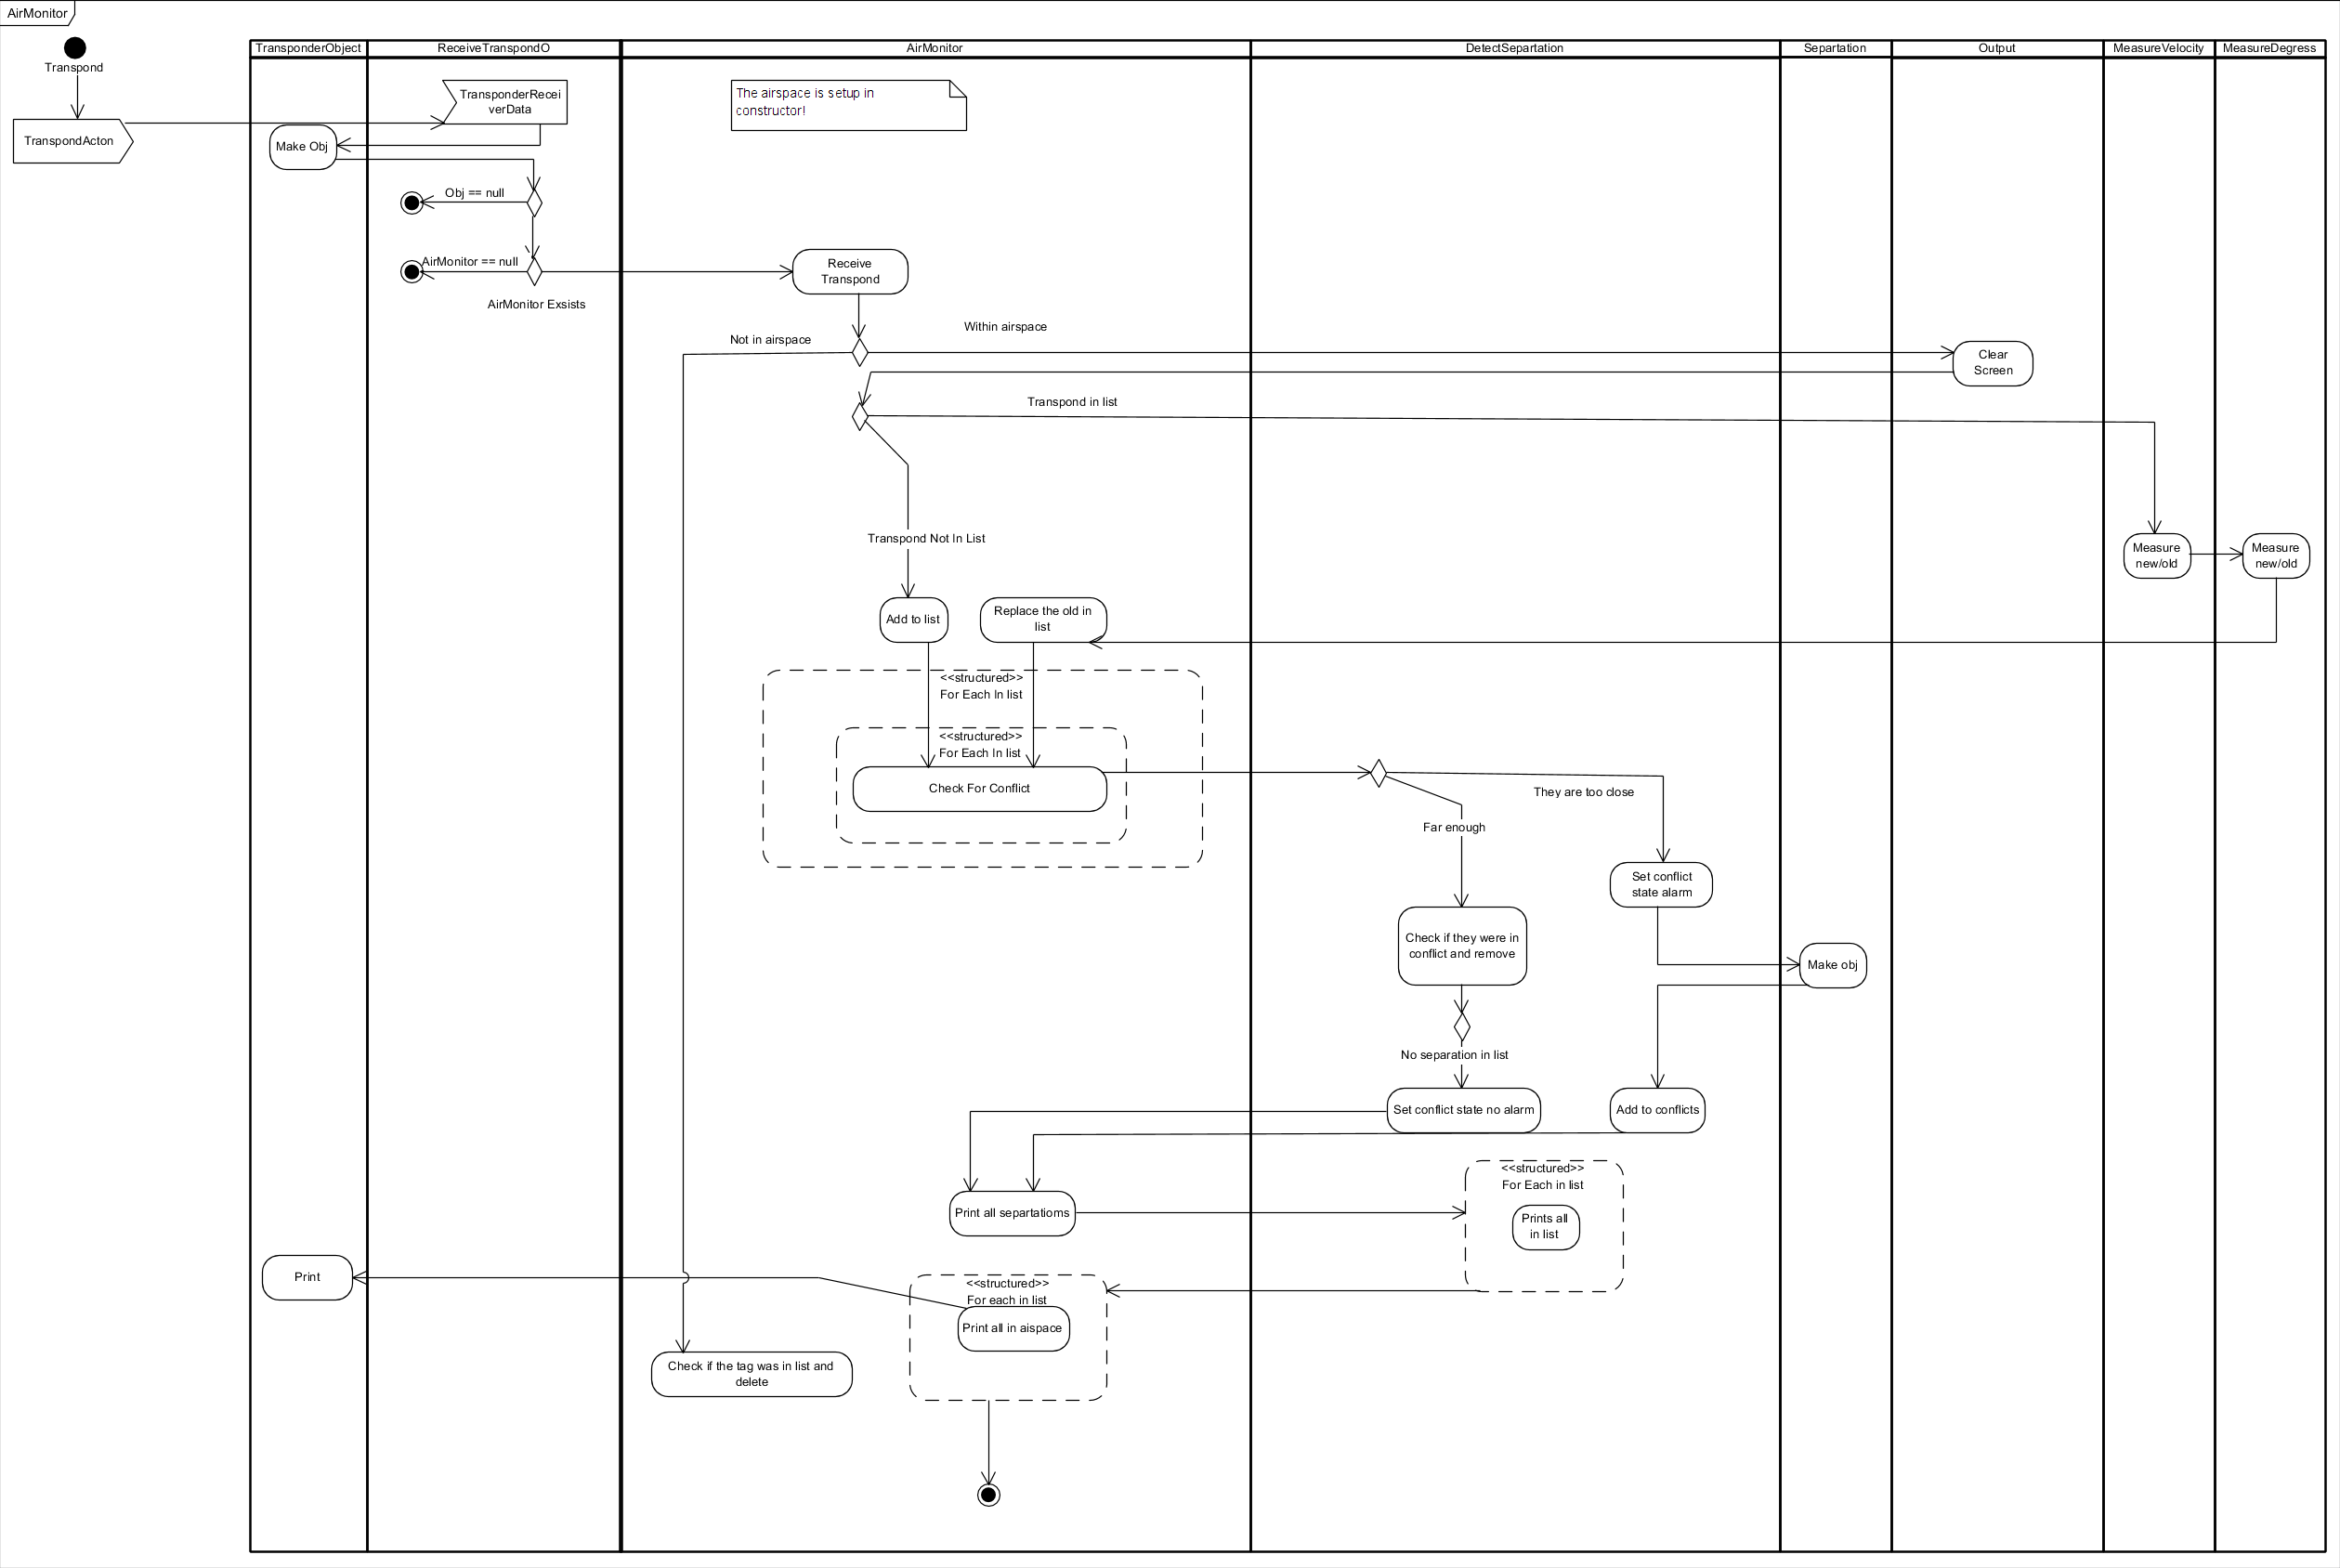 AirMonitor
Transpond
TranspondActon
TransponderObject
ReceiveTranspondO
AirMonitor
DetectSepartation
Separtation
Output
MeasureVelocity
MeasureDegress
TransponderRecei
verData
The airspace is setup in
constructor!
Make Obj
Obj == null
AirMonitor == null
AirMonitor Exsists
Receive
Transpond
Within airspace
Not in airspace
Clear
Screen
Transpond in list
Transpond Not In List
Measure
new/old
Measure
new/old
Add to list
Replace the old in
list
<<structured>>
For Each In list
<<structured>>
For Each In list
Check For Conflict
They are too close
Far enough
Set conflict
state alarm
Check if they were in
conflict and remove
Make obj
No separation in list
Set conflict state no alarm
Add to conflicts
<<structured>>
For Each in list
Prints all
in list
Print all separtatioms
Print
<<structured>>
For each in list
Print all in aispace
Check if the tag was in list and
delete